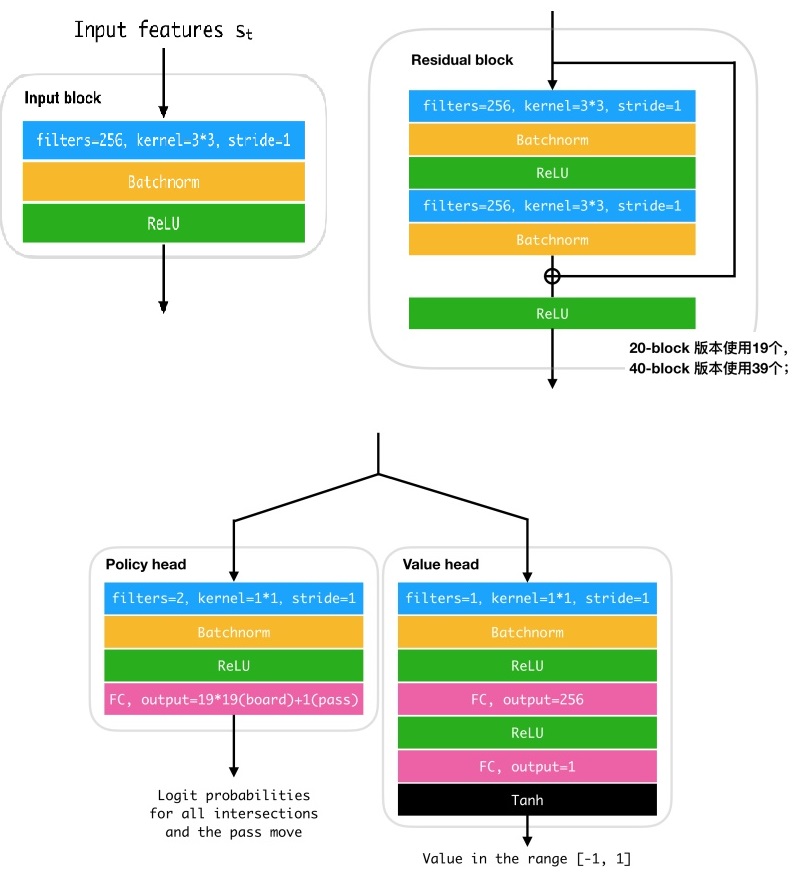 Input features sₜ
Input block
filters=256, kernel=3*3, stride=1
Batchnorm
ReLU
Residual block
filters=256, kernel=3*3, stride=1
Batchnorm
ReLU
filters=256, kernel=3*3, stride=1
Batchnorm
ReLU
20-block 版本使用19个，
40-block 版本使用39个；
Policy head
filters=2, kernel=1*1, stride=1
Batchnorm
ReLU
FC, output=19*19(board)+1(pass)
Logit probabilities
for all intersections
and the pass move
Value head
filters=1, kernel=1*1, stride=1
Batchnorm
ReLU
FC, output=256
ReLU
FC, output=1
Tanh
Value in the range [-1, 1]